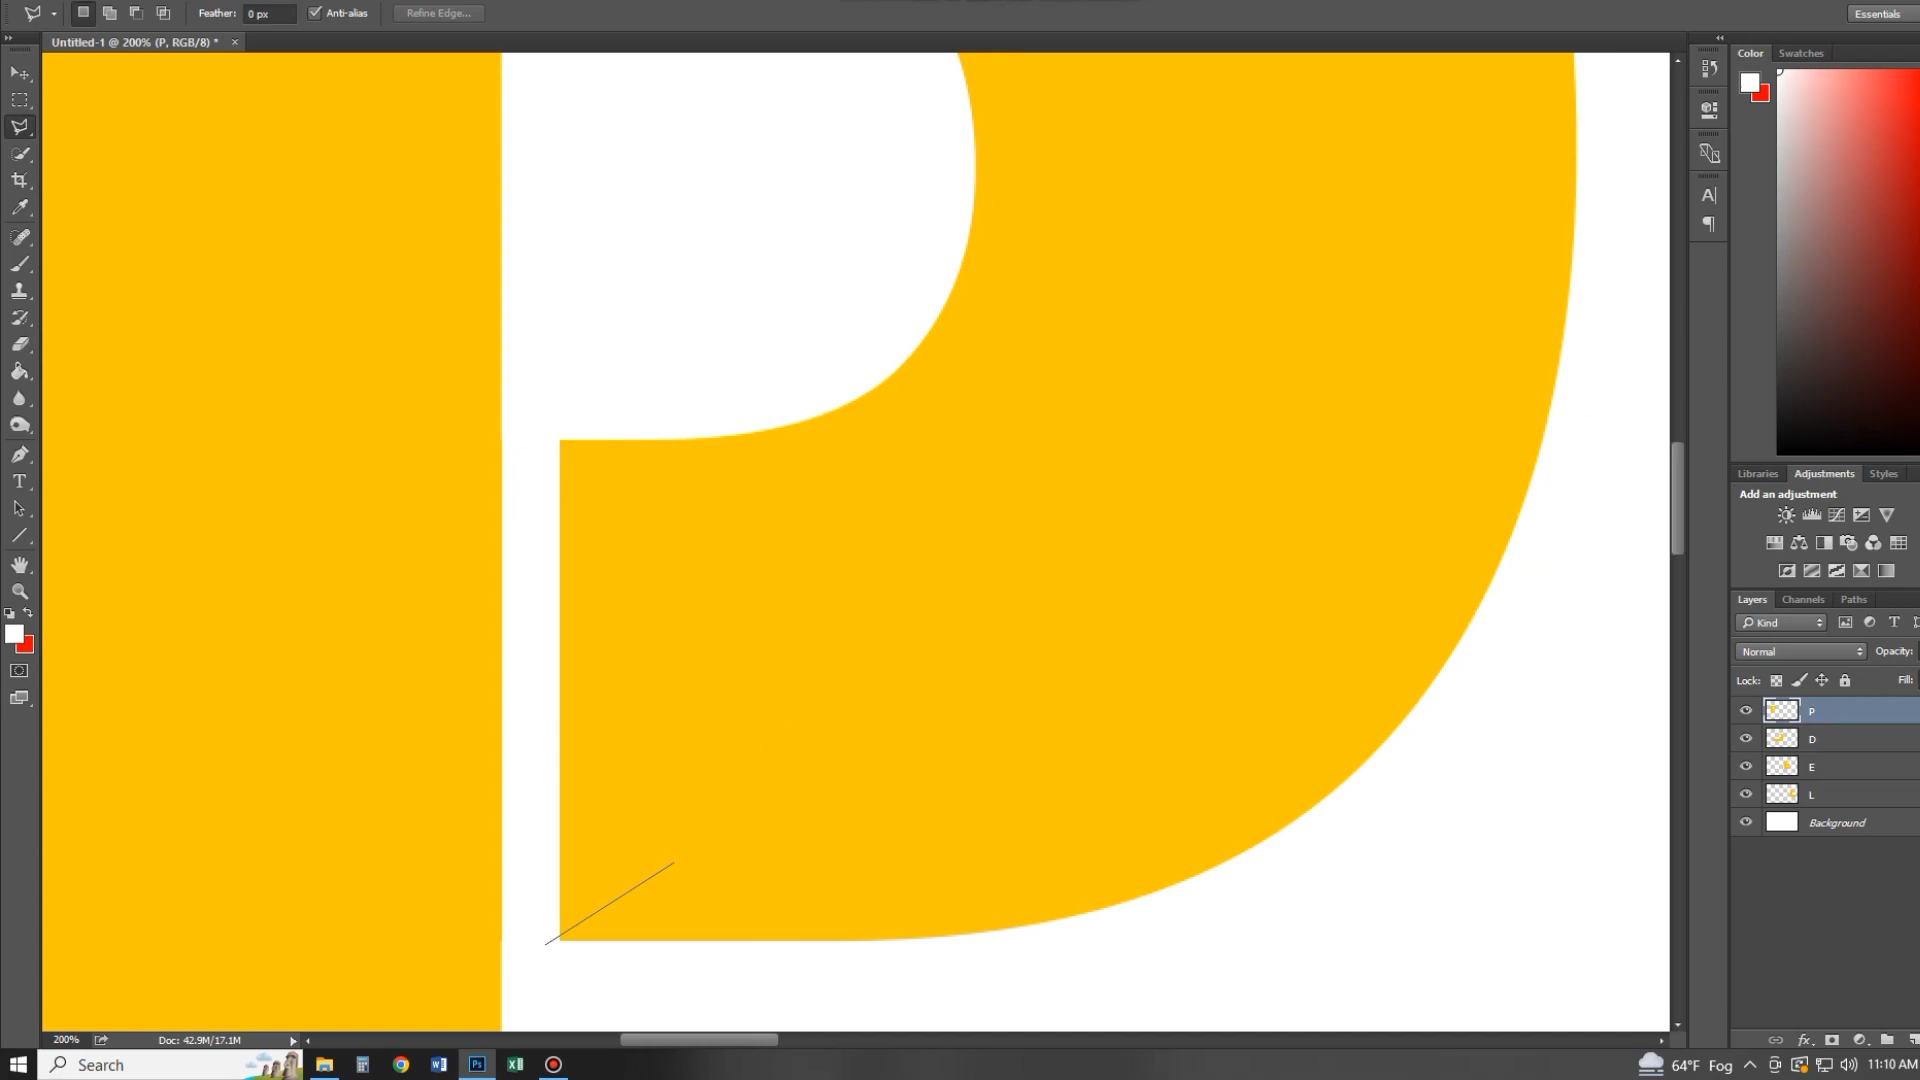 Feather: 0 px Anti-alias Refine Edge... Essentials
Untitled-1 @ 200% (P, RGB/8) * ×
Color Swatches
Libraries Adjustments Styles
Add an adjustment
Layers Channels Paths
Kind
Normal Opacity:
Lock: Fill:
P
D
E
L
Background
200% Doc: 42.9M/17.1M
Search 64°F Fog 11:10 AM